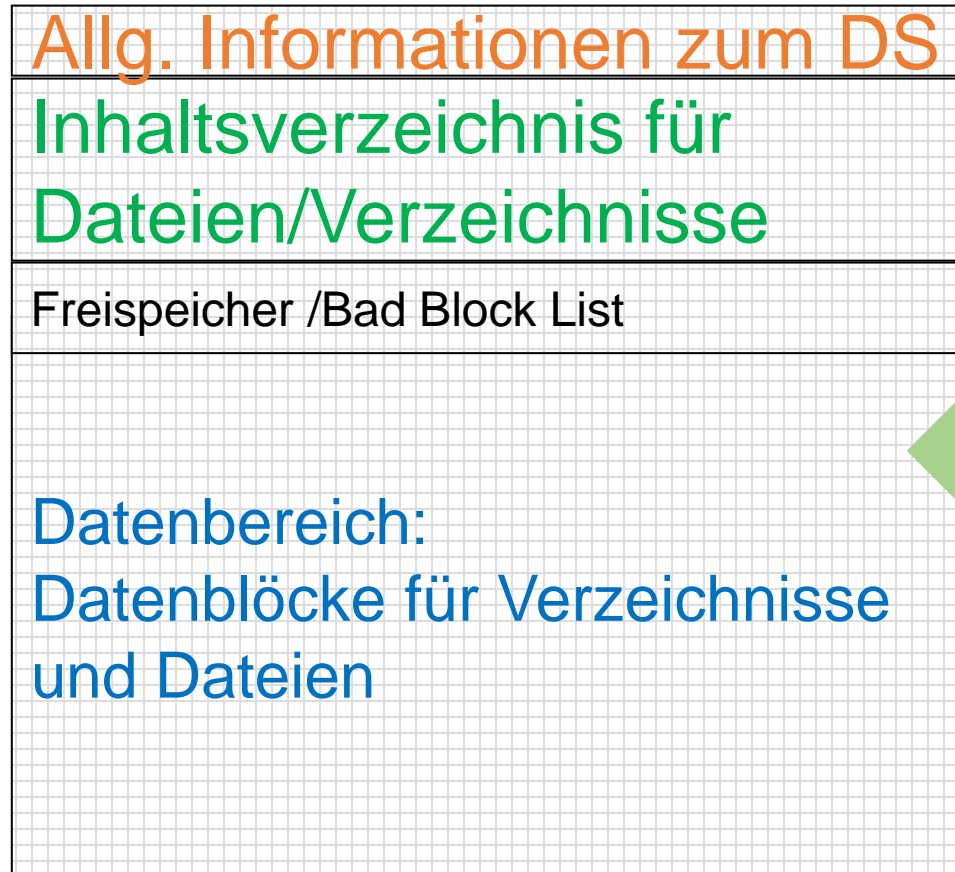 Allg. Informationen zum DS
Inhaltsverzeichnis für
Dateien/Verzeichnisse
Freispeicher /Bad Block List
Datenbereich:
Datenblöcke für Verzeichnisse
und Dateien